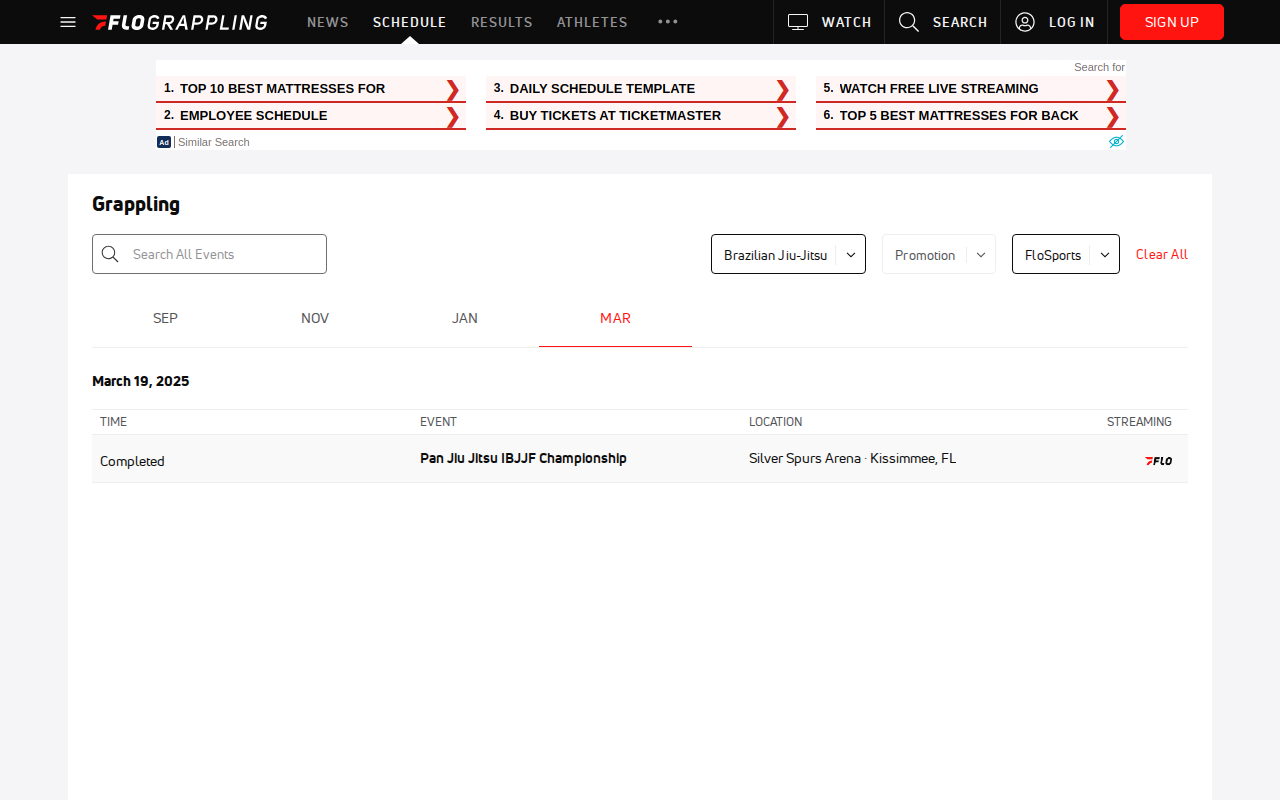 FLOGRAPPLING NEWS SCHEDULE RESULTS ATHLETES WATCH SEARCH LOG IN SIGN UP
Search for
1. TOP 10 BEST MATTRESSES FOR
2. EMPLOYEE SCHEDULE
3. DAILY SCHEDULE TEMPLATE
4. BUY TICKETS AT TICKETMASTER
5. WATCH FREE LIVE STREAMING
6. TOP 5 BEST MATTRESSES FOR BACK
Ad Similar Search
Grappling
Search All Events Brazilian Jiu-Jitsu Promotion FloSports Clear All
SEP NOV JAN MAR
March 19, 2025
TIME EVENT LOCATION STREAMING
Completed Pan Jiu Jitsu IBJJF Championship Silver Spurs Arena · Kissimmee, FL FLO